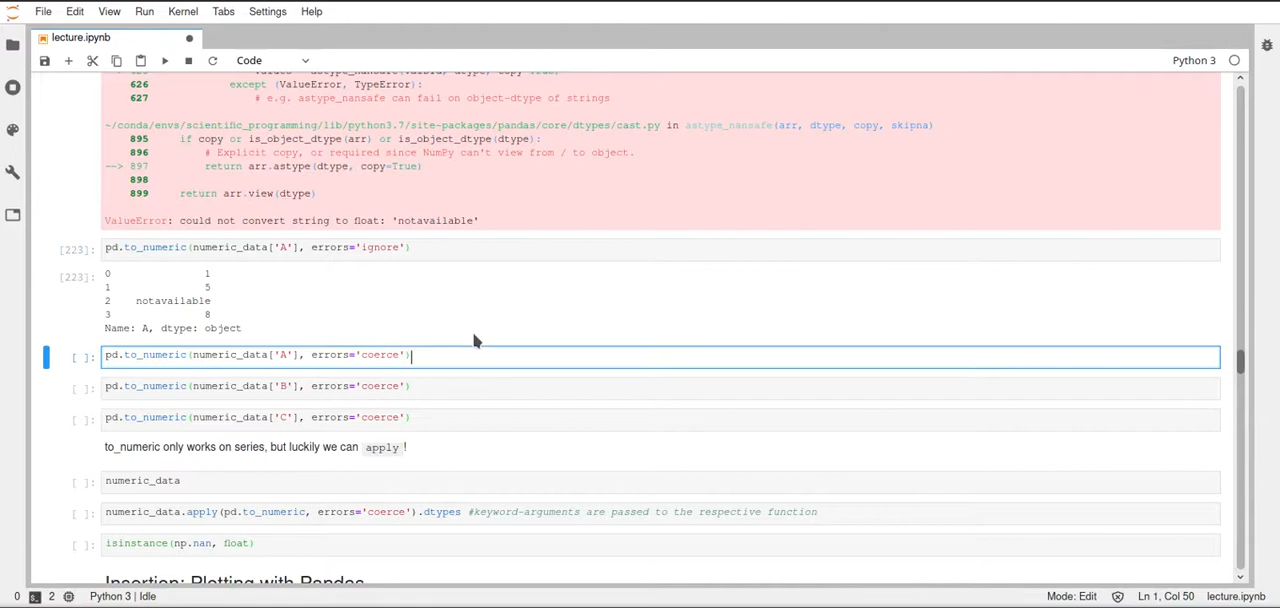 File Edit View Run Kernel Tabs Settings Help
lecture.ipynb
Code
Python 3
626 except (ValueError, TypeError):
627 # e.g. astype_nansafe can fail on object-dtype of strings
~/conda/envs/scientific_programming/lib/python3.7/site-packages/pandas/core/dtypes/cast.py in astype_nansafe(arr, dtype, copy, skipna)
895 if copy or is_object_dtype(arr) or is_object_dtype(dtype):
896 # Explicit copy, or required since NumPy can't view from / to object.
--> 897 return arr.astype(dtype, copy=True)
898
899 return arr.view(dtype)
ValueError: could not convert string to float: 'notavailable'
[223]: pd.to_numeric(numeric_data['A'], errors='ignore')
[223]: 0 1
1 5
2 notavailable
3 8
Name: A, dtype: object
[ ]: pd.to_numeric(numeric_data['A'], errors='coerce')
[ ]: pd.to_numeric(numeric_data['B'], errors='coerce')
[ ]: pd.to_numeric(numeric_data['C'], errors='coerce')
to_numeric only works on series, but luckily we can apply !
[ ]: numeric_data
[ ]: numeric_data.apply(pd.to_numeric, errors='coerce').dtypes #keyword-arguments are passed to the respective function
[ ]: isinstance(np.nan, float)
Insertion: Plotting with Pandas
0 2 Python 3 | Idle Mode: Edit Ln 1, Col 50 lecture.ipynb